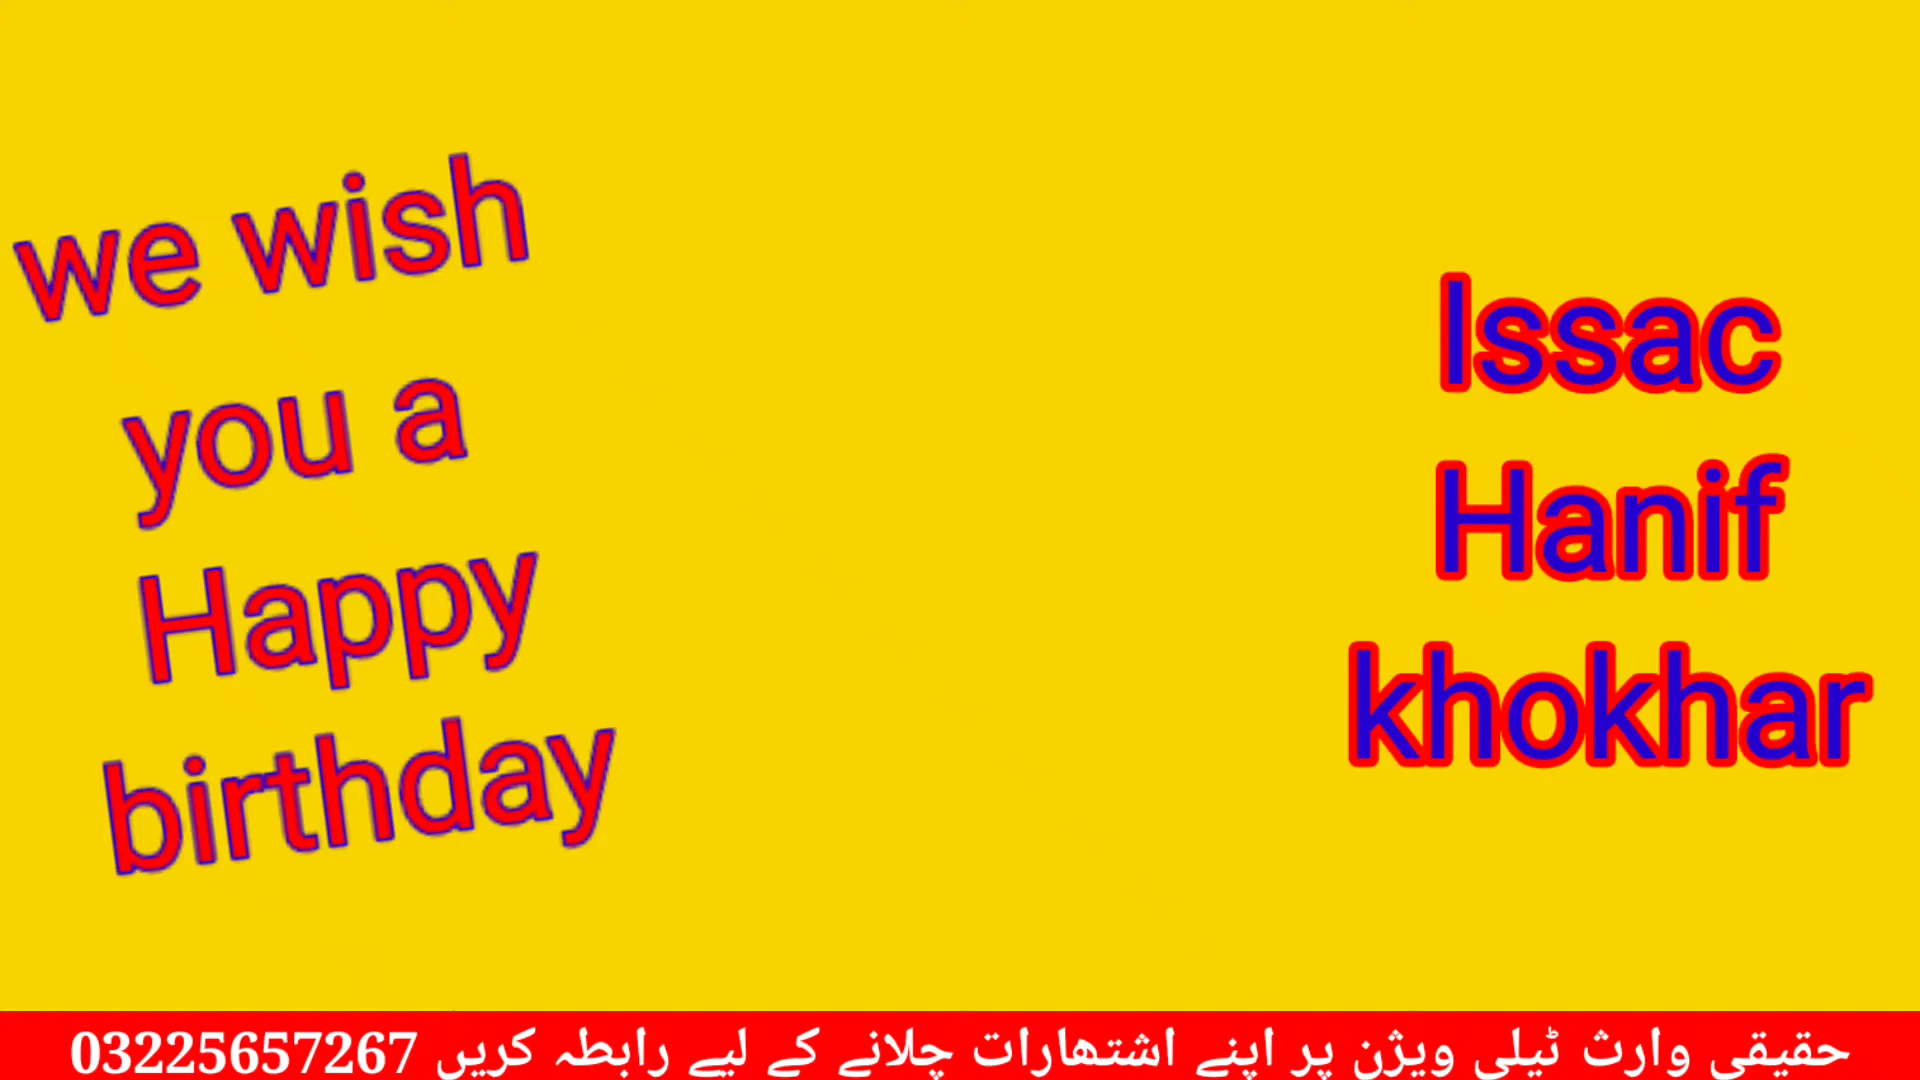 we wish
you a
Happy
birthday
Issac
Hanif
khokhar
حقیقی وارث ٹیلی ویژن پر اپنے اشتھارات چلانے کے لیے رابطہ کریں 03225657267